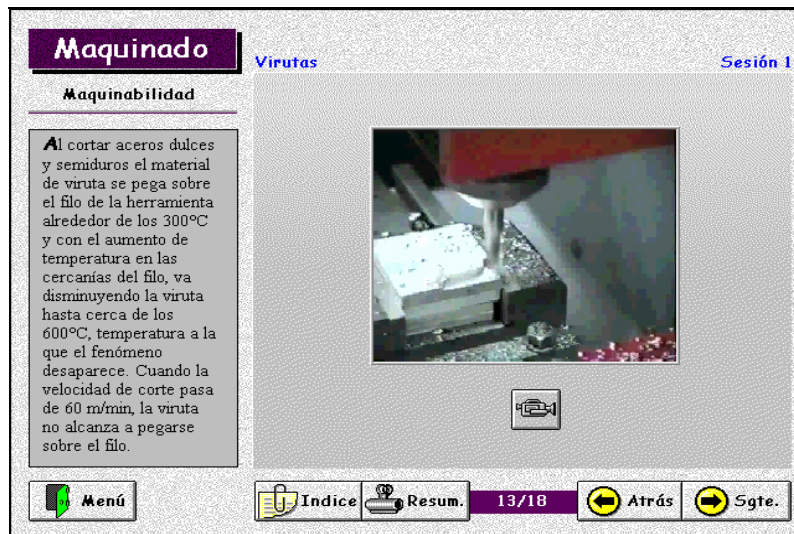 Maquinado
Virutas
Sesión 1
Maquinabilidad
Al cortar aceros dulces
y semiduros el material
de viruta se pega sobre
el filo de la herramienta
alrededor de los 300°C
y con el aumento de
temperatura en las
cercanías del filo, va
disminuyendo la viruta
hasta cerca de los
600°C, temperatura a la
que el fenómeno
desaparece. Cuando la
velocidad de corte pasa
de 60 m/min, la viruta
no alcanza a pegarse
sobre el filo.
Menú
Indice
Resum.
13/18
Atrás
Sgte.